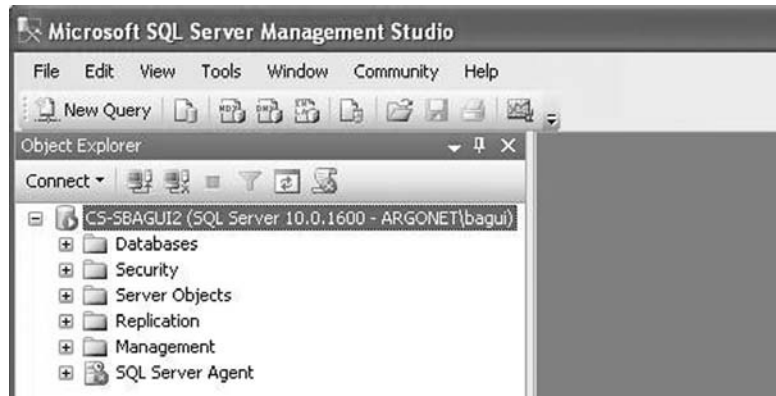 Microsoft SQL Server Management Studio
File Edit View Tools Window Community Help
New Query
Object Explorer
Connect
CS-SBAGUI2 (SQL Server 10.0.1600 - ARGONET\bagui)
Databases
Security
Server Objects
Replication
Management
SQL Server Agent